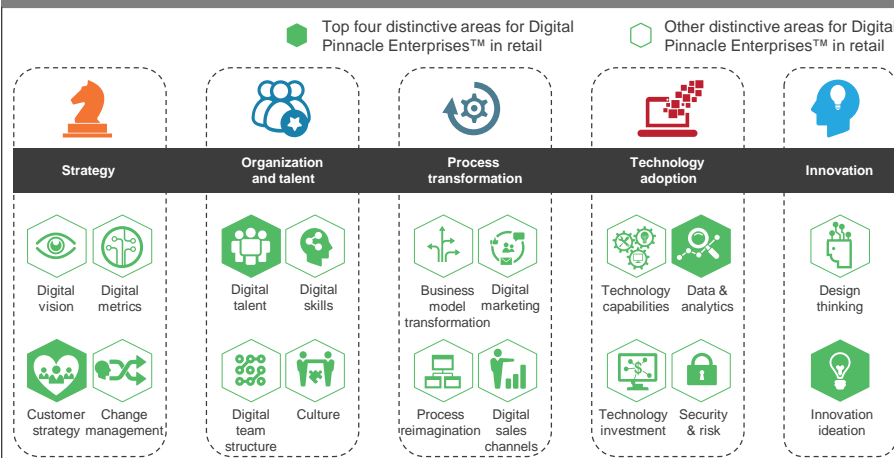 Top four distinctive areas for Digital
Pinnacle Enterprises™ in retail
Other distinctive areas for Digital
Pinnacle Enterprises™ in retail
Strategy
Organization
and talent
Process
transformation
Technology
adoption
Innovation
Digital
vision
Digital
metrics
Digital
talent
Digital
skills
Business
model
transformation
Digital
marketing
Technology
capabilities
Data &
analytics
Design
thinking
Customer
strategy
Change
management
Digital
team
structure
Culture
Process
reimagination
Digital
sales
channels
Technology
investment
Security
& risk
Innovation
ideation